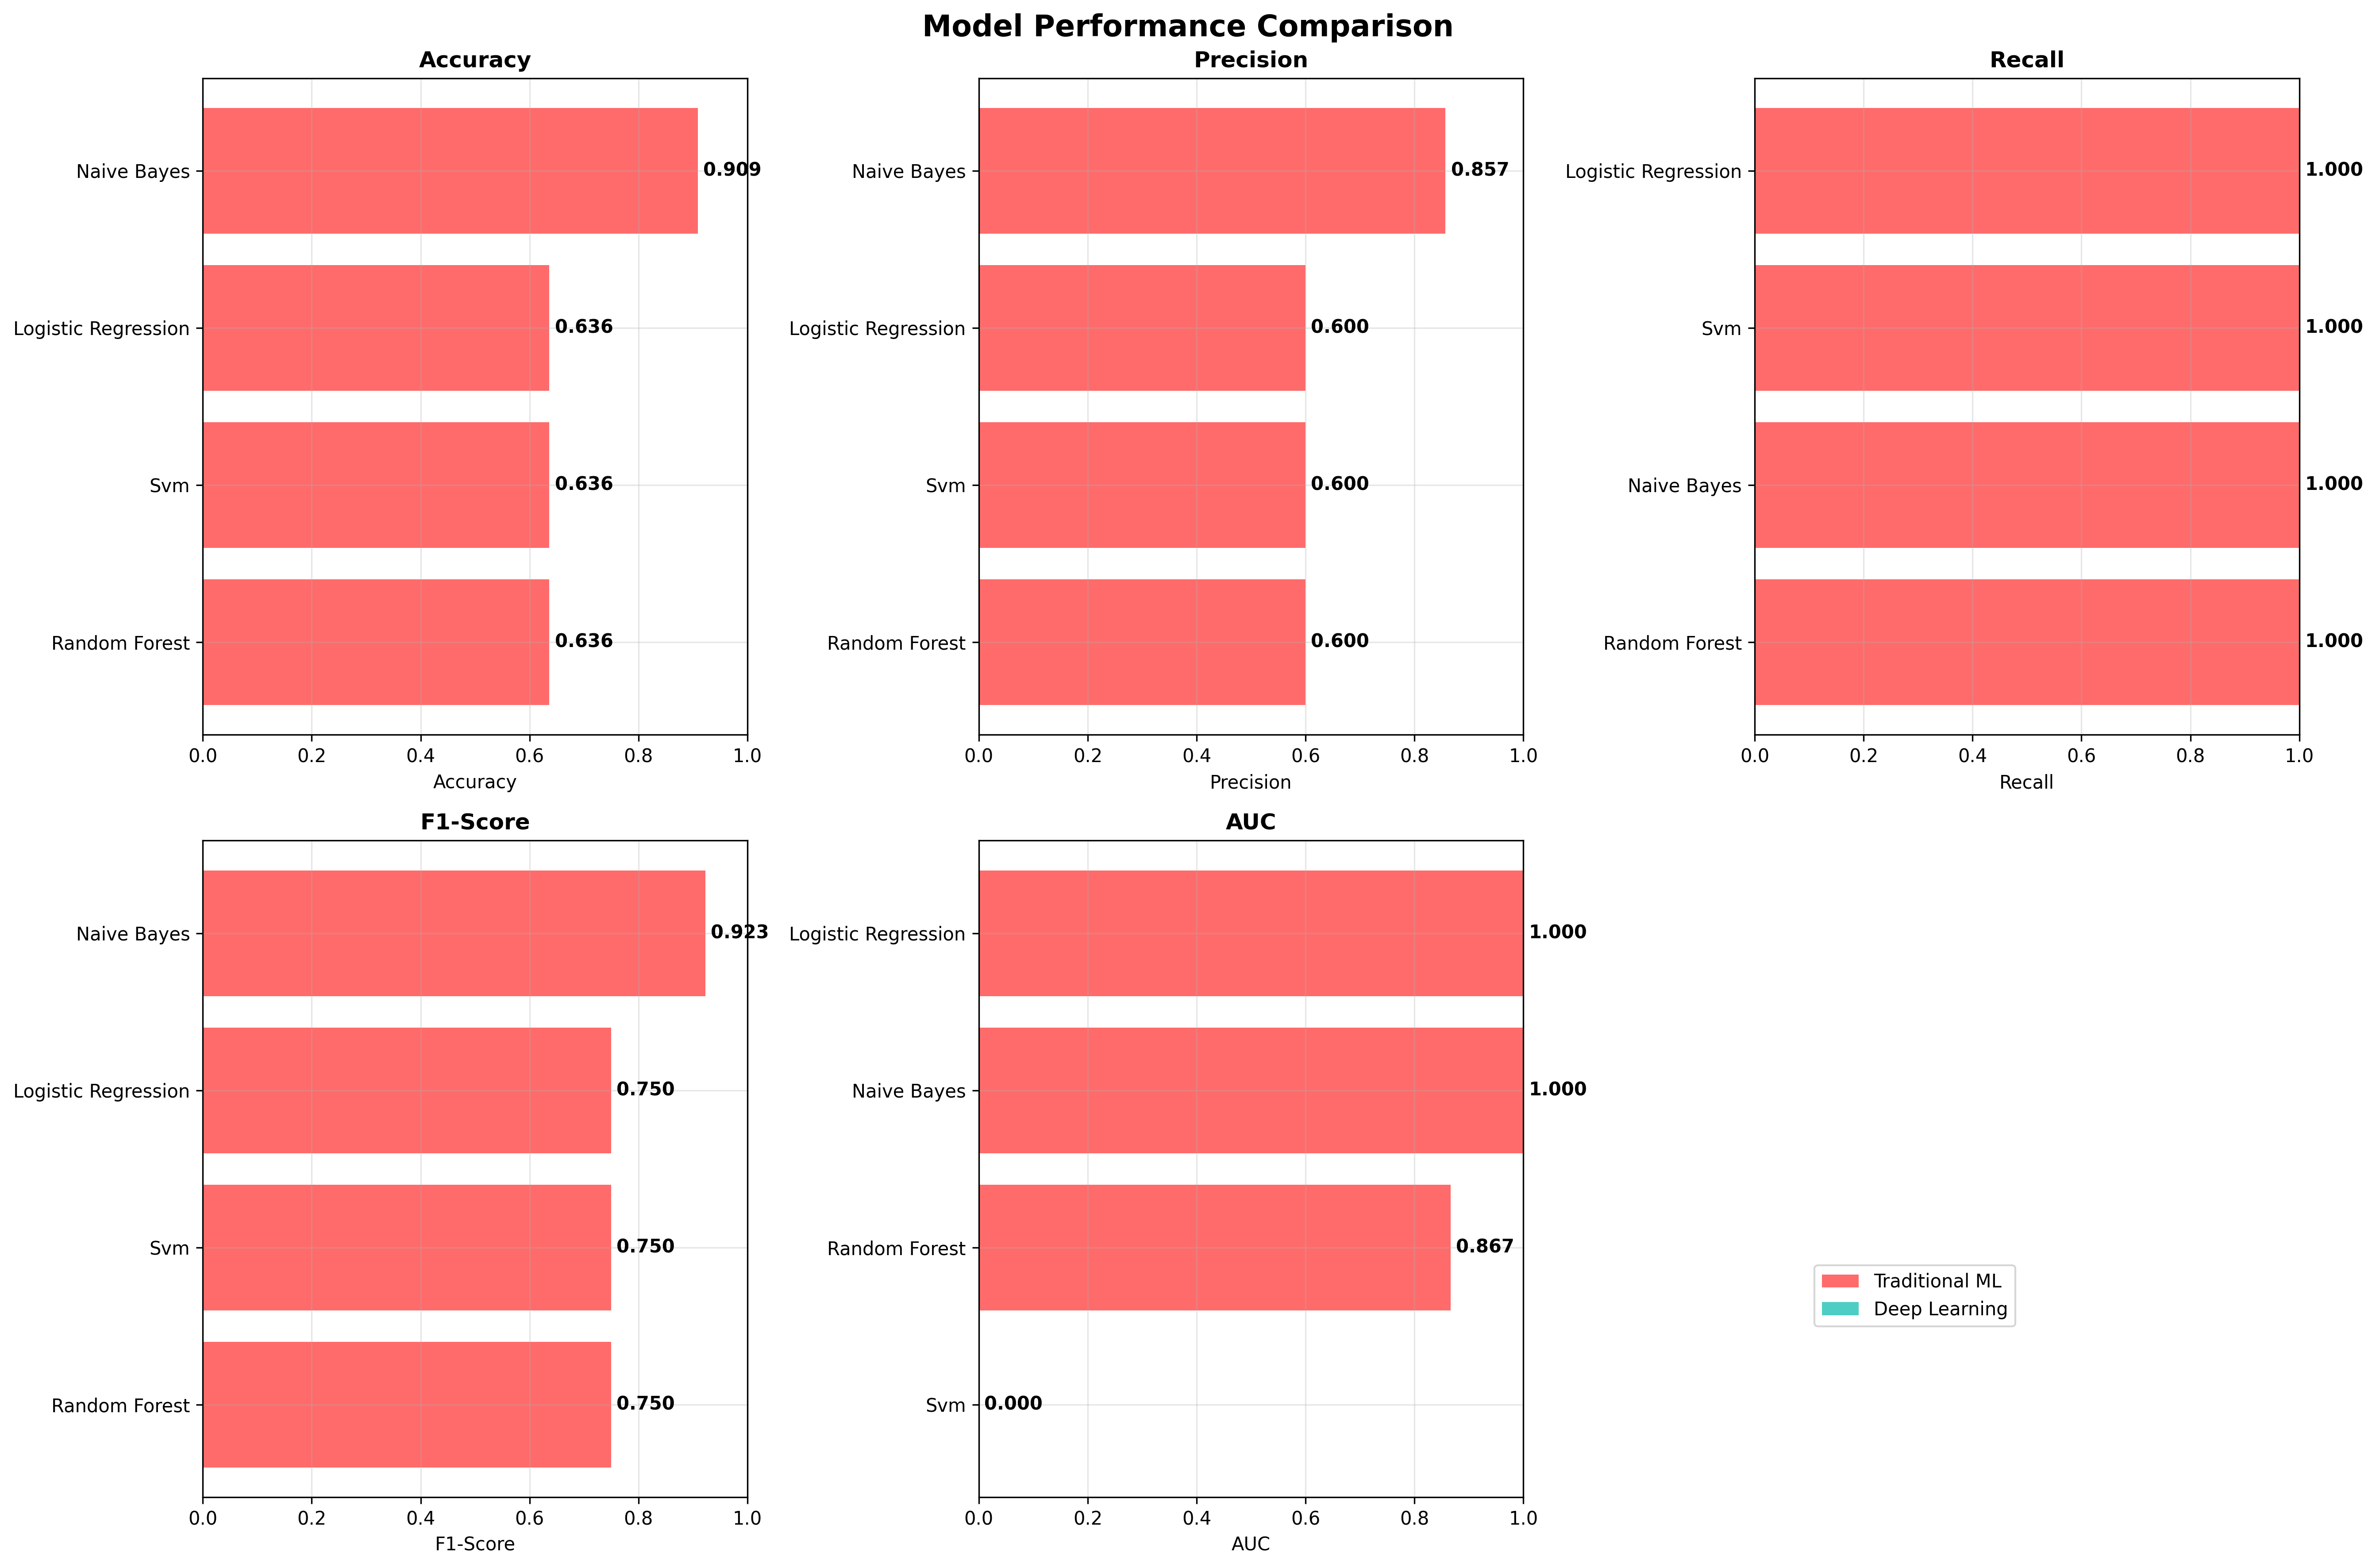 Model Performance Comparison
Accuracy
Naive Bayes
0.909
Logistic Regression
0.636
Svm
0.636
Random Forest
0.636
0.0 0.2 0.4 0.6 0.8 1.0
Accuracy
Precision
Naive Bayes
0.857
Logistic Regression
0.600
Svm
0.600
Random Forest
0.600
0.0 0.2 0.4 0.6 0.8 1.0
Precision
Recall
Logistic Regression
1.000
Svm
1.000
Naive Bayes
1.000
Random Forest
1.000
0.0 0.2 0.4 0.6 0.8 1.0
Recall
F1-Score
Naive Bayes
0.923
Logistic Regression
0.750
Svm
0.750
Random Forest
0.750
0.0 0.2 0.4 0.6 0.8 1.0
F1-Score
AUC
Logistic Regression
1.000
Naive Bayes
1.000
Random Forest
0.867
Svm
0.000
0.0 0.2 0.4 0.6 0.8 1.0
AUC
Traditional ML
Deep Learning